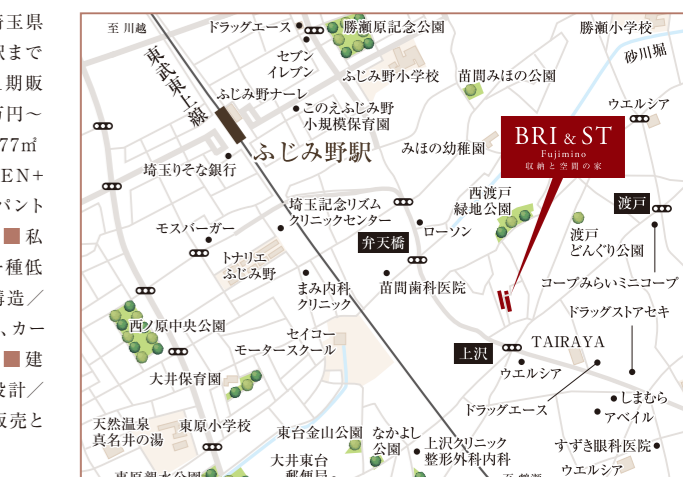 埼玉県
駅まで
期販
万円～
77㎡
EN+
パント
■私
種低
構造／
、カー
■建
設計／
販売と
至 川越
東武東上線
ドラッグエース
勝瀬原記念公園
勝瀬小学校
砂川堀
セブン
イレブン
ふじみ野小学校
苗間みほの公園
ふじみ野ナーレ
このえふじみ野
小規模保育園
ウエルシア
ふじみ野駅
みほの幼稚園
BRI & ST
Fujimino
収納と空間の家
埼玉りそな銀行
西渡戸
緑地公園
渡戸
埼玉記念リズム
クリニックセンター
モスバーガー
弁天橋
ローソン
渡戸
どんぐり公園
トナリエ
ふじみ野
まみ内科
クリニック
苗間歯科医院
コープみらいミニコープ
ドラッグストアセキ
西ノ原中央公園
セイコー
モータースクール
上沢
TAIRAYA
ウエルシア
大井保育園
ドラッグエース
しまむら
アベイル
天然温泉
真名井の湯
東原小学校
東台金山公園
なかよし
公園
上沢クリニック
整形外科内科
すずき眼科医院
大井東台
郵便局
ウエルシア
東原親水公園
至 鶴瀬